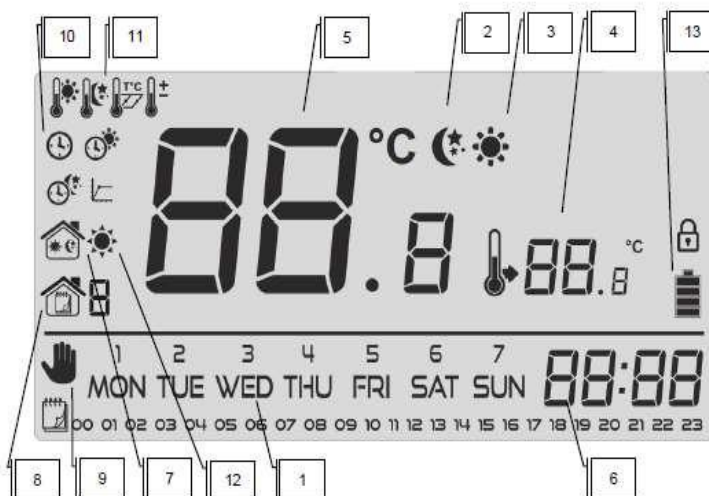 10 11 5 2 3 4 13
T°C
88.8 °C
88.8 °C
8
1 2 3 4 5 6 7
MON TUE WED THU FRI SAT SUN 88:88
00 01 02 03 04 05 06 07 08 09 10 11 12 13 14 15 16 17 18 19 20 21 22 23
8 9 7 12 1 6